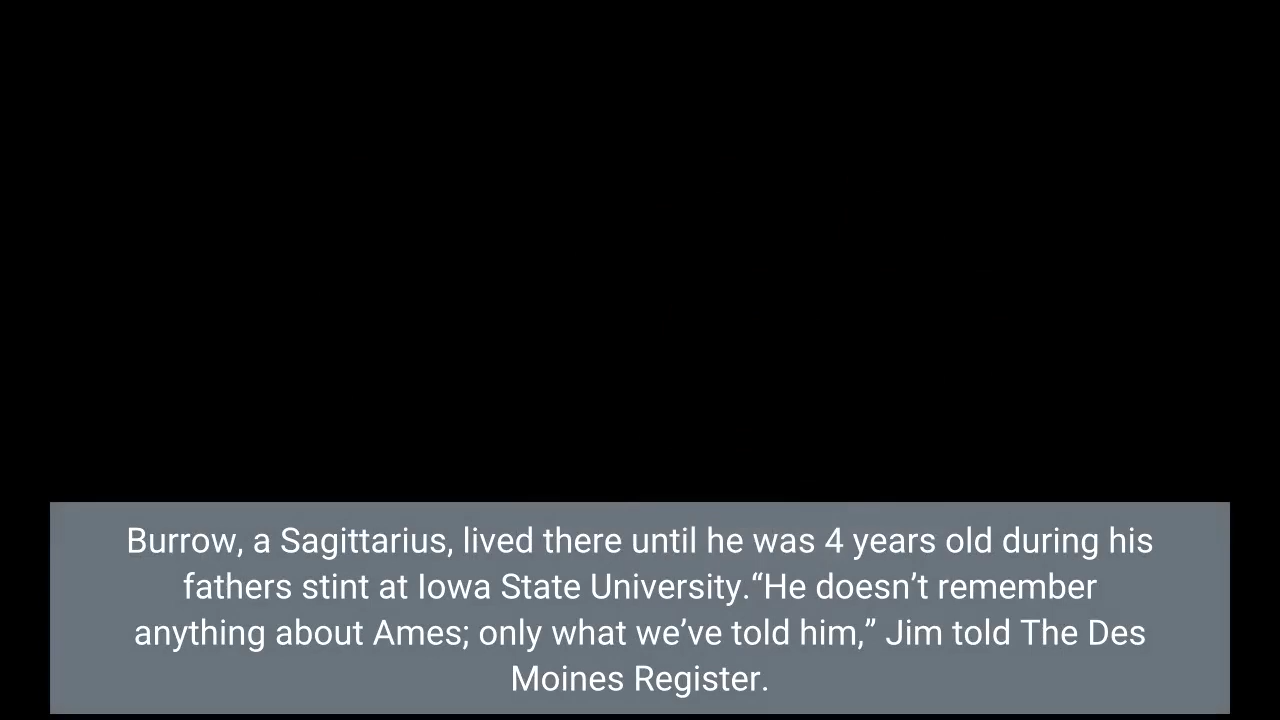 Burrow, a Sagittarius, lived there until he was 4 years old during his
fathers stint at Iowa State University.“He doesn’t remember
anything about Ames; only what we’ve told him,” Jim told The Des
Moines Register.